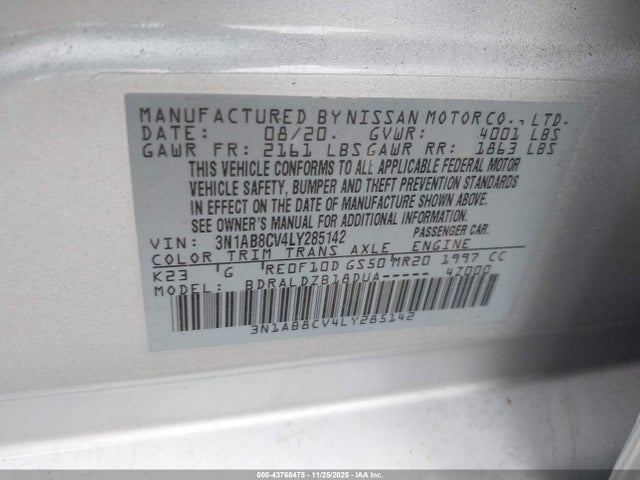 MANUFACTURED BY NISSAN MOTOR CO., LTD.
DATE: 08/20. GVWR: 4001 LBS
GAWR FR: 2161 LBS GAWR RR: 1863 LBS
THIS VEHICLE CONFORMS TO ALL APPLICABLE FEDERAL MOTOR
VEHICLE SAFETY, BUMPER AND THEFT PREVENTION STANDARDS
IN EFFECT ON THE DATE OF MANUFACTURE SHOWN ABOVE.
SEE OWNER'S MANUAL FOR ADDITIONAL INFORMATION.
VIN: 3N1AB8CV4LY285142 PASSENGER CAR.
COLOR TRIM TRANS AXLE ENGINE
K23 G RE0F10D GS50 MR20 1997 CC
MODEL: BDRALDZB18DUA----- 4Z000
3N1AB8CV4LY285142
000-43768475 • 11/25/2025 • IAA Inc.